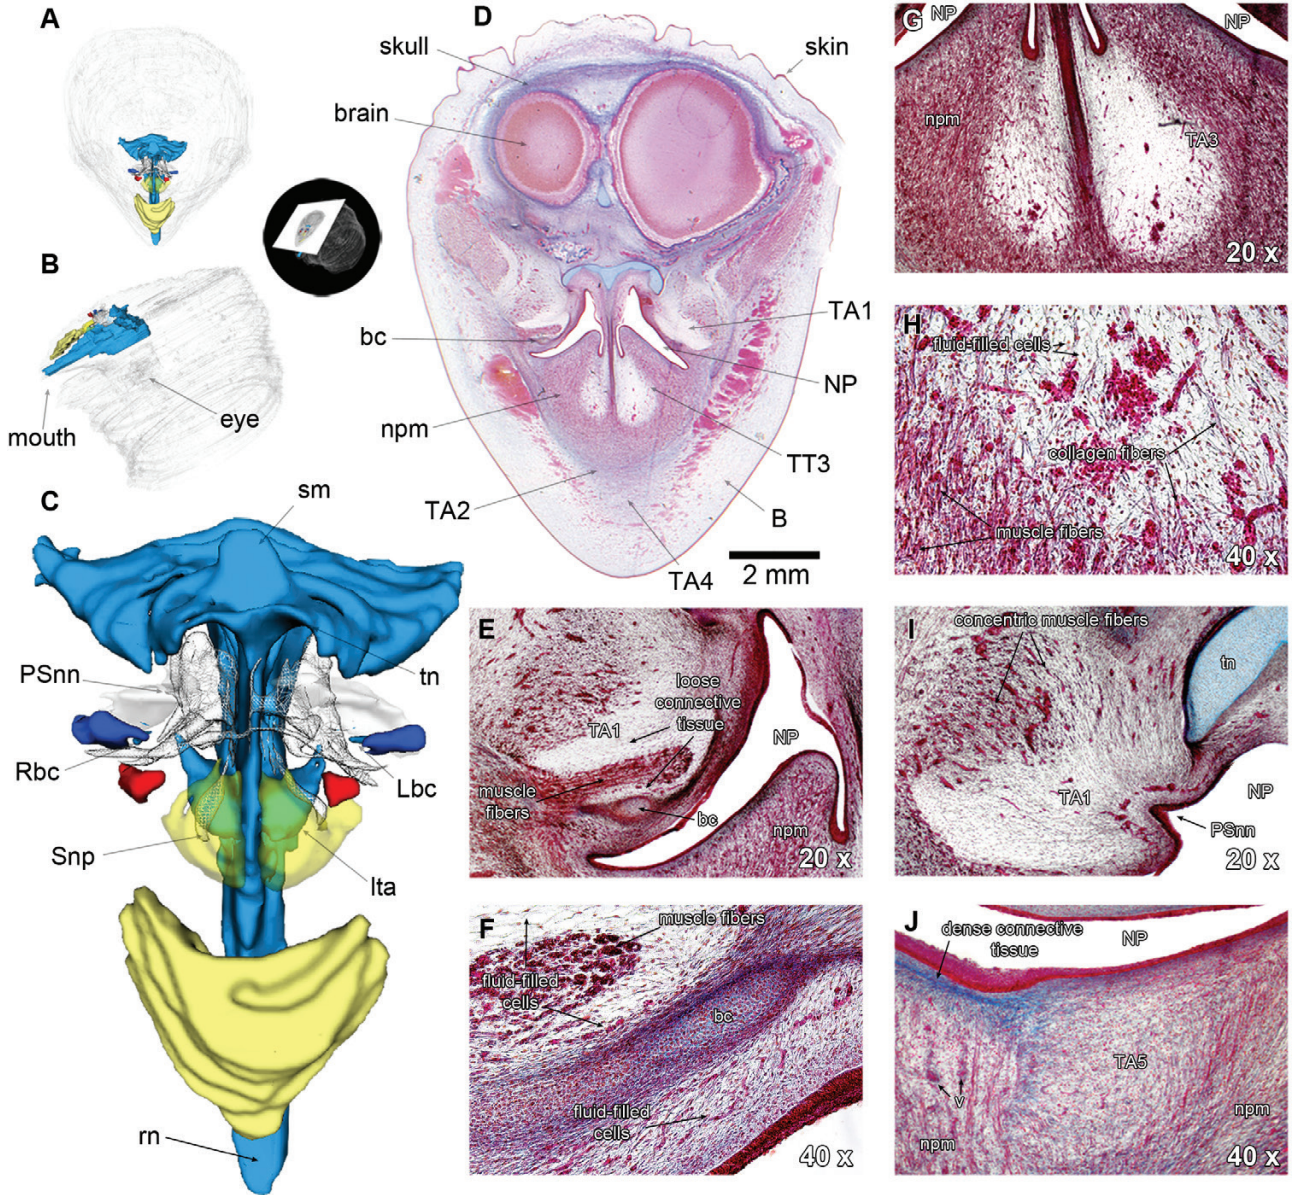 A
B
mouth
eye
C
sm
PSnn
tn
Rbc
Lbc
Snp
lta
rn
D
skull
skin
brain
bc
TA1
npm
NP
TT3
TA2
B
TA4
2 mm
E
loose
connective
tissue
TA1
NP
muscle
fibers
bc
npm
20 x
F
muscle fibers
fluid-filled
cells
bc
fluid-filled
cells
40 x
G
NP
NP
npm
TA3
20 x
H
fluid-filled cells
collagen fibers
muscle fibers
40 x
I
concentric muscle fibers
tn
TA1
NP
PSnn
20 x
J
dense connective
tissue
NP
TA5
v
npm
npm
40 x